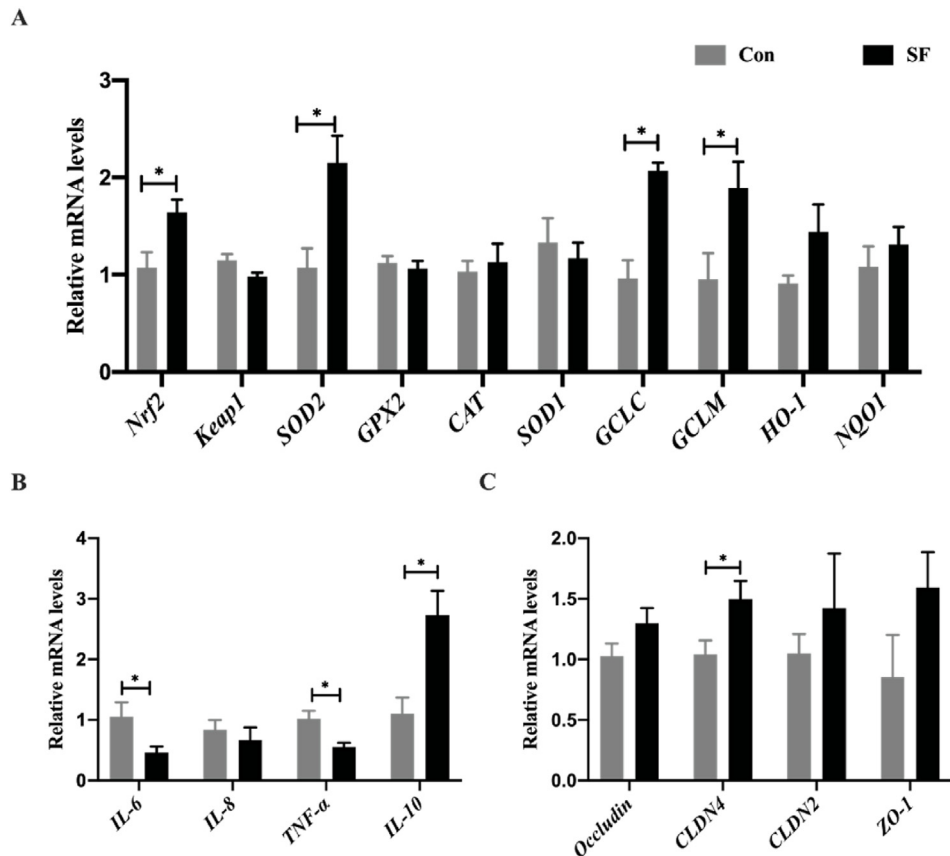 A
Con SF
Relative mRNA levels
3
2
1
0
* * * *
Nrf2 Keap1 SOD2 GPX2 CAT SOD1 GCLC GCLM HO-1 NQO1
B
Relative mRNA levels
4
3
2
1
0
* * *
IL-6 IL-8 TNF-α IL-10
C
Relative mRNA levels
2.0
1.5
1.0
0.5
0.0
*
Occludin CLDN4 CLDN2 ZO-1